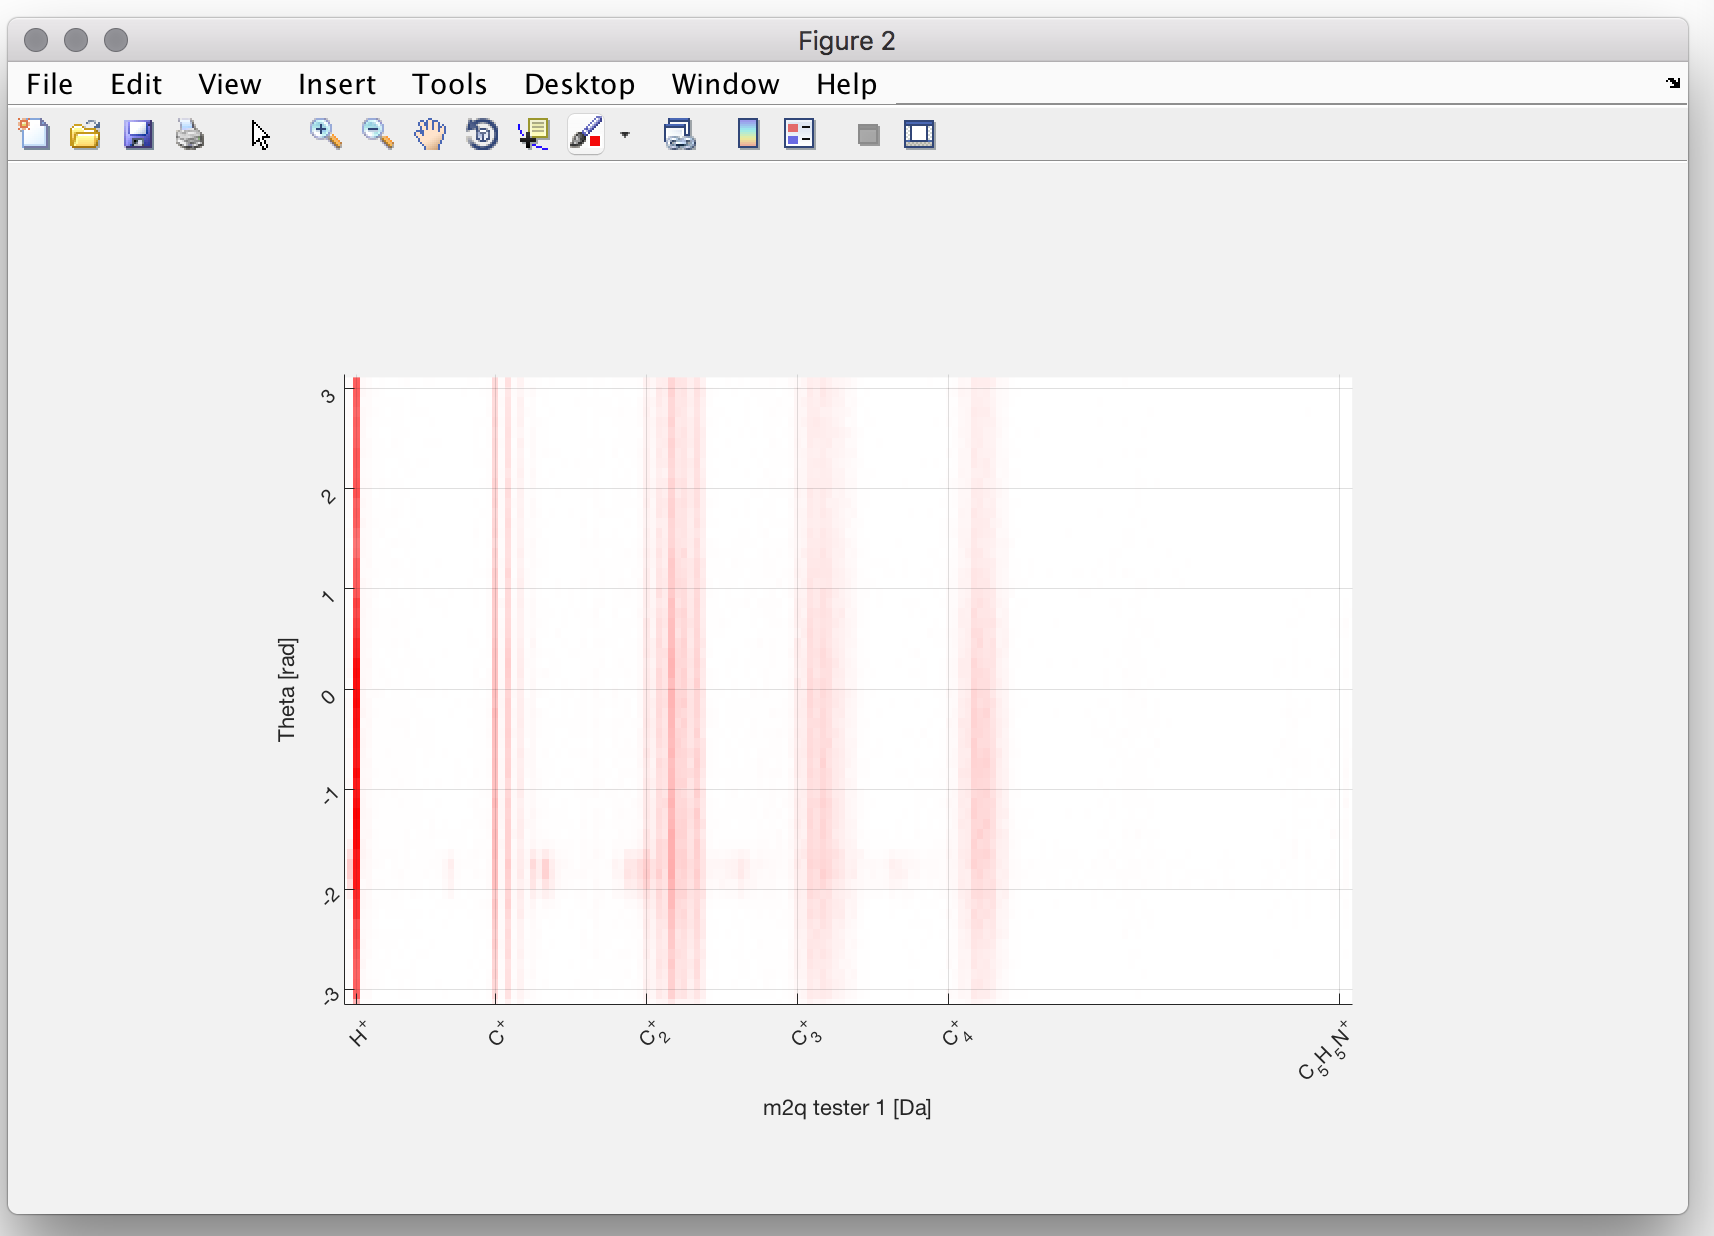 Figure 2
File Edit View Insert Tools Desktop Window Help
3
2
1
0
-1
-2
-3
Theta [rad]
H⁺ C⁺ C₂⁺ C₃⁺ C₄⁺ C₅H₅N⁺
m2q tester 1 [Da]